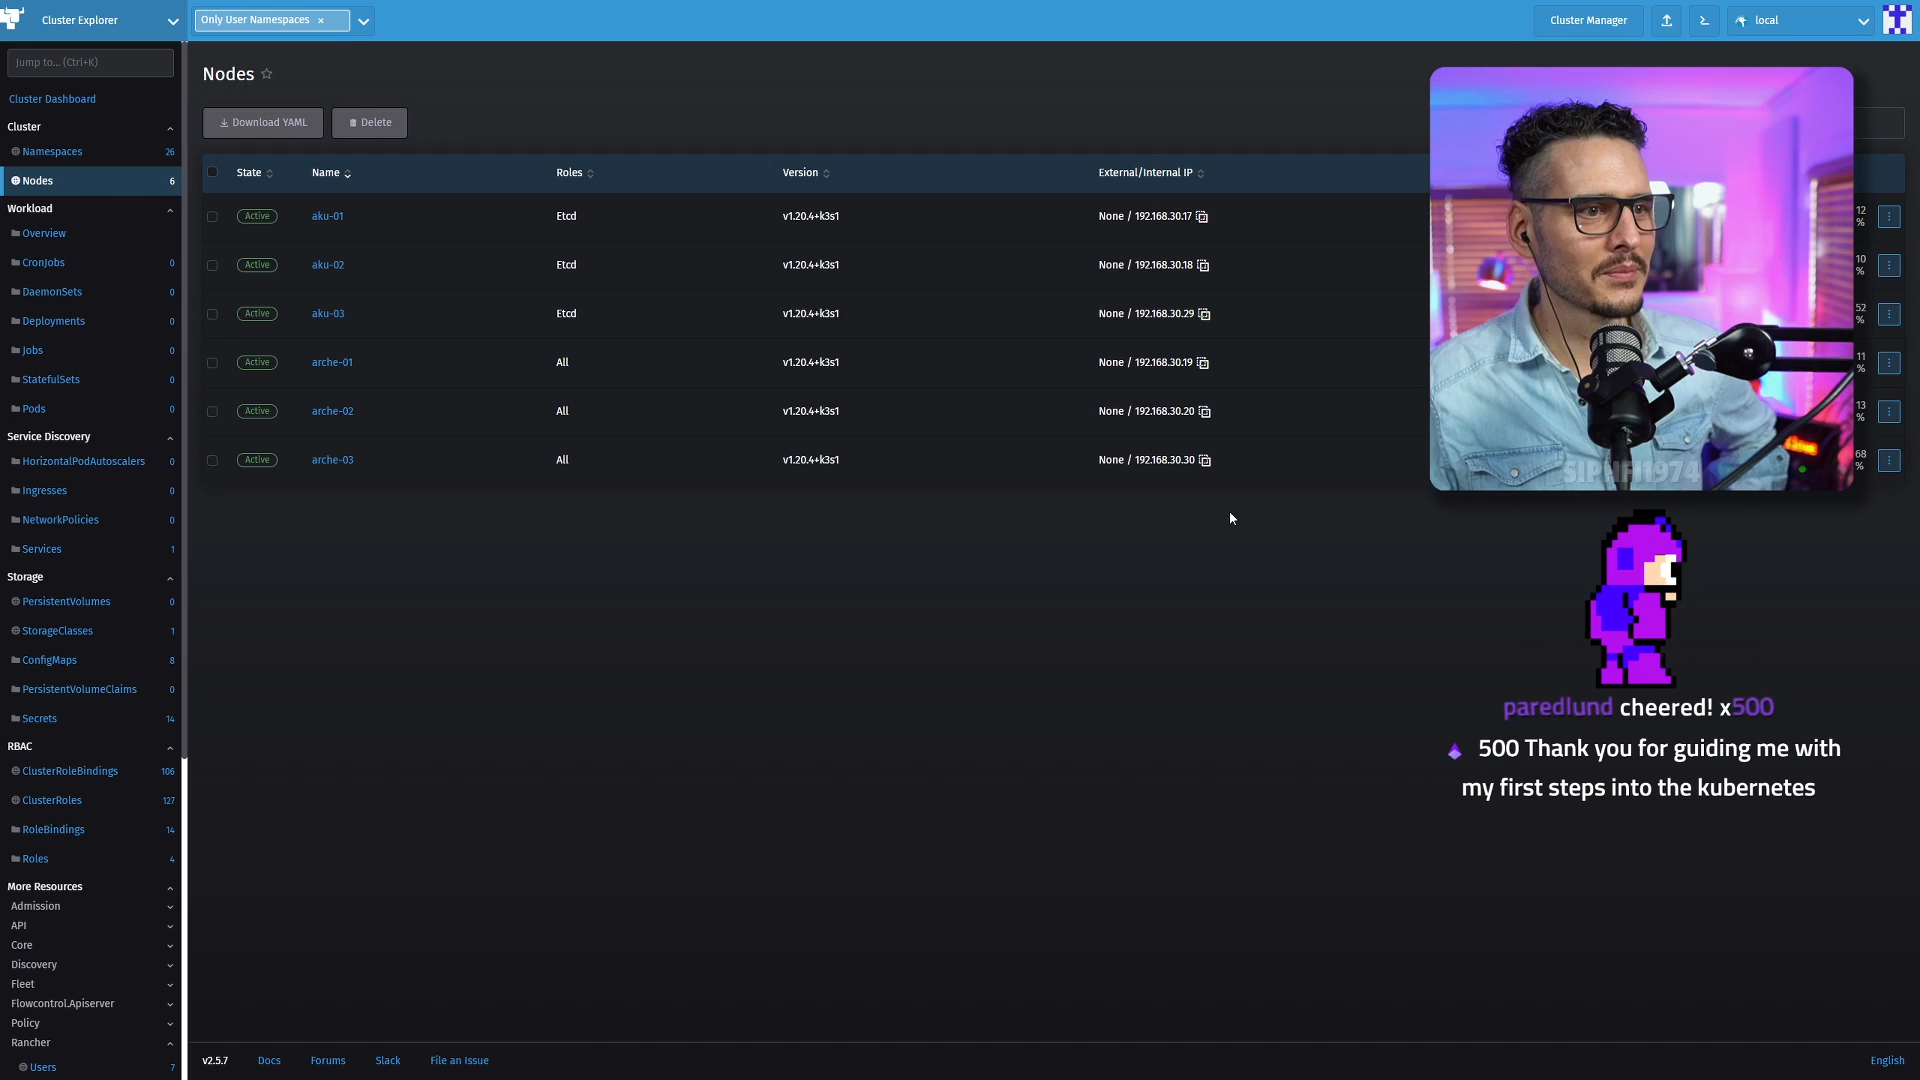 Cluster Explorer
Only User Namespaces ×
Cluster Manager
local
Jump to... (Ctrl+K)
Cluster Dashboard
Cluster
Namespaces 26
Nodes 6
Workload
Overview
CronJobs 0
DaemonSets 0
Deployments 0
Jobs 0
StatefulSets 0
Pods 0
Service Discovery
HorizontalPodAutoscalers 0
Ingresses 0
NetworkPolicies 0
Services 1
Storage
PersistentVolumes 0
StorageClasses 1
ConfigMaps 8
PersistentVolumeClaims 0
Secrets 14
RBAC
ClusterRoleBindings 106
ClusterRoles 127
RoleBindings 14
Roles 4
More Resources
Admission
API
Core
Discovery
Fleet
Flowcontrol.Apiserver
Policy
Rancher
Users 7
Nodes
Download YAML Delete
State Name Roles Version External/Internal IP
Active aku-01 Etcd v1.20.4+k3s1 None / 192.168.30.17 12 %
Active aku-02 Etcd v1.20.4+k3s1 None / 192.168.30.18 10 %
Active aku-03 Etcd v1.20.4+k3s1 None / 192.168.30.29 52 %
Active arche-01 All v1.20.4+k3s1 None / 192.168.30.19 11 %
Active arche-02 All v1.20.4+k3s1 None / 192.168.30.20 13 %
Active arche-03 All v1.20.4+k3s1 None / 192.168.30.30 68 %
paredlund cheered! x500
500 Thank you for guiding me with
my first steps into the kubernetes
v2.5.7 Docs Forums Slack File an Issue
English